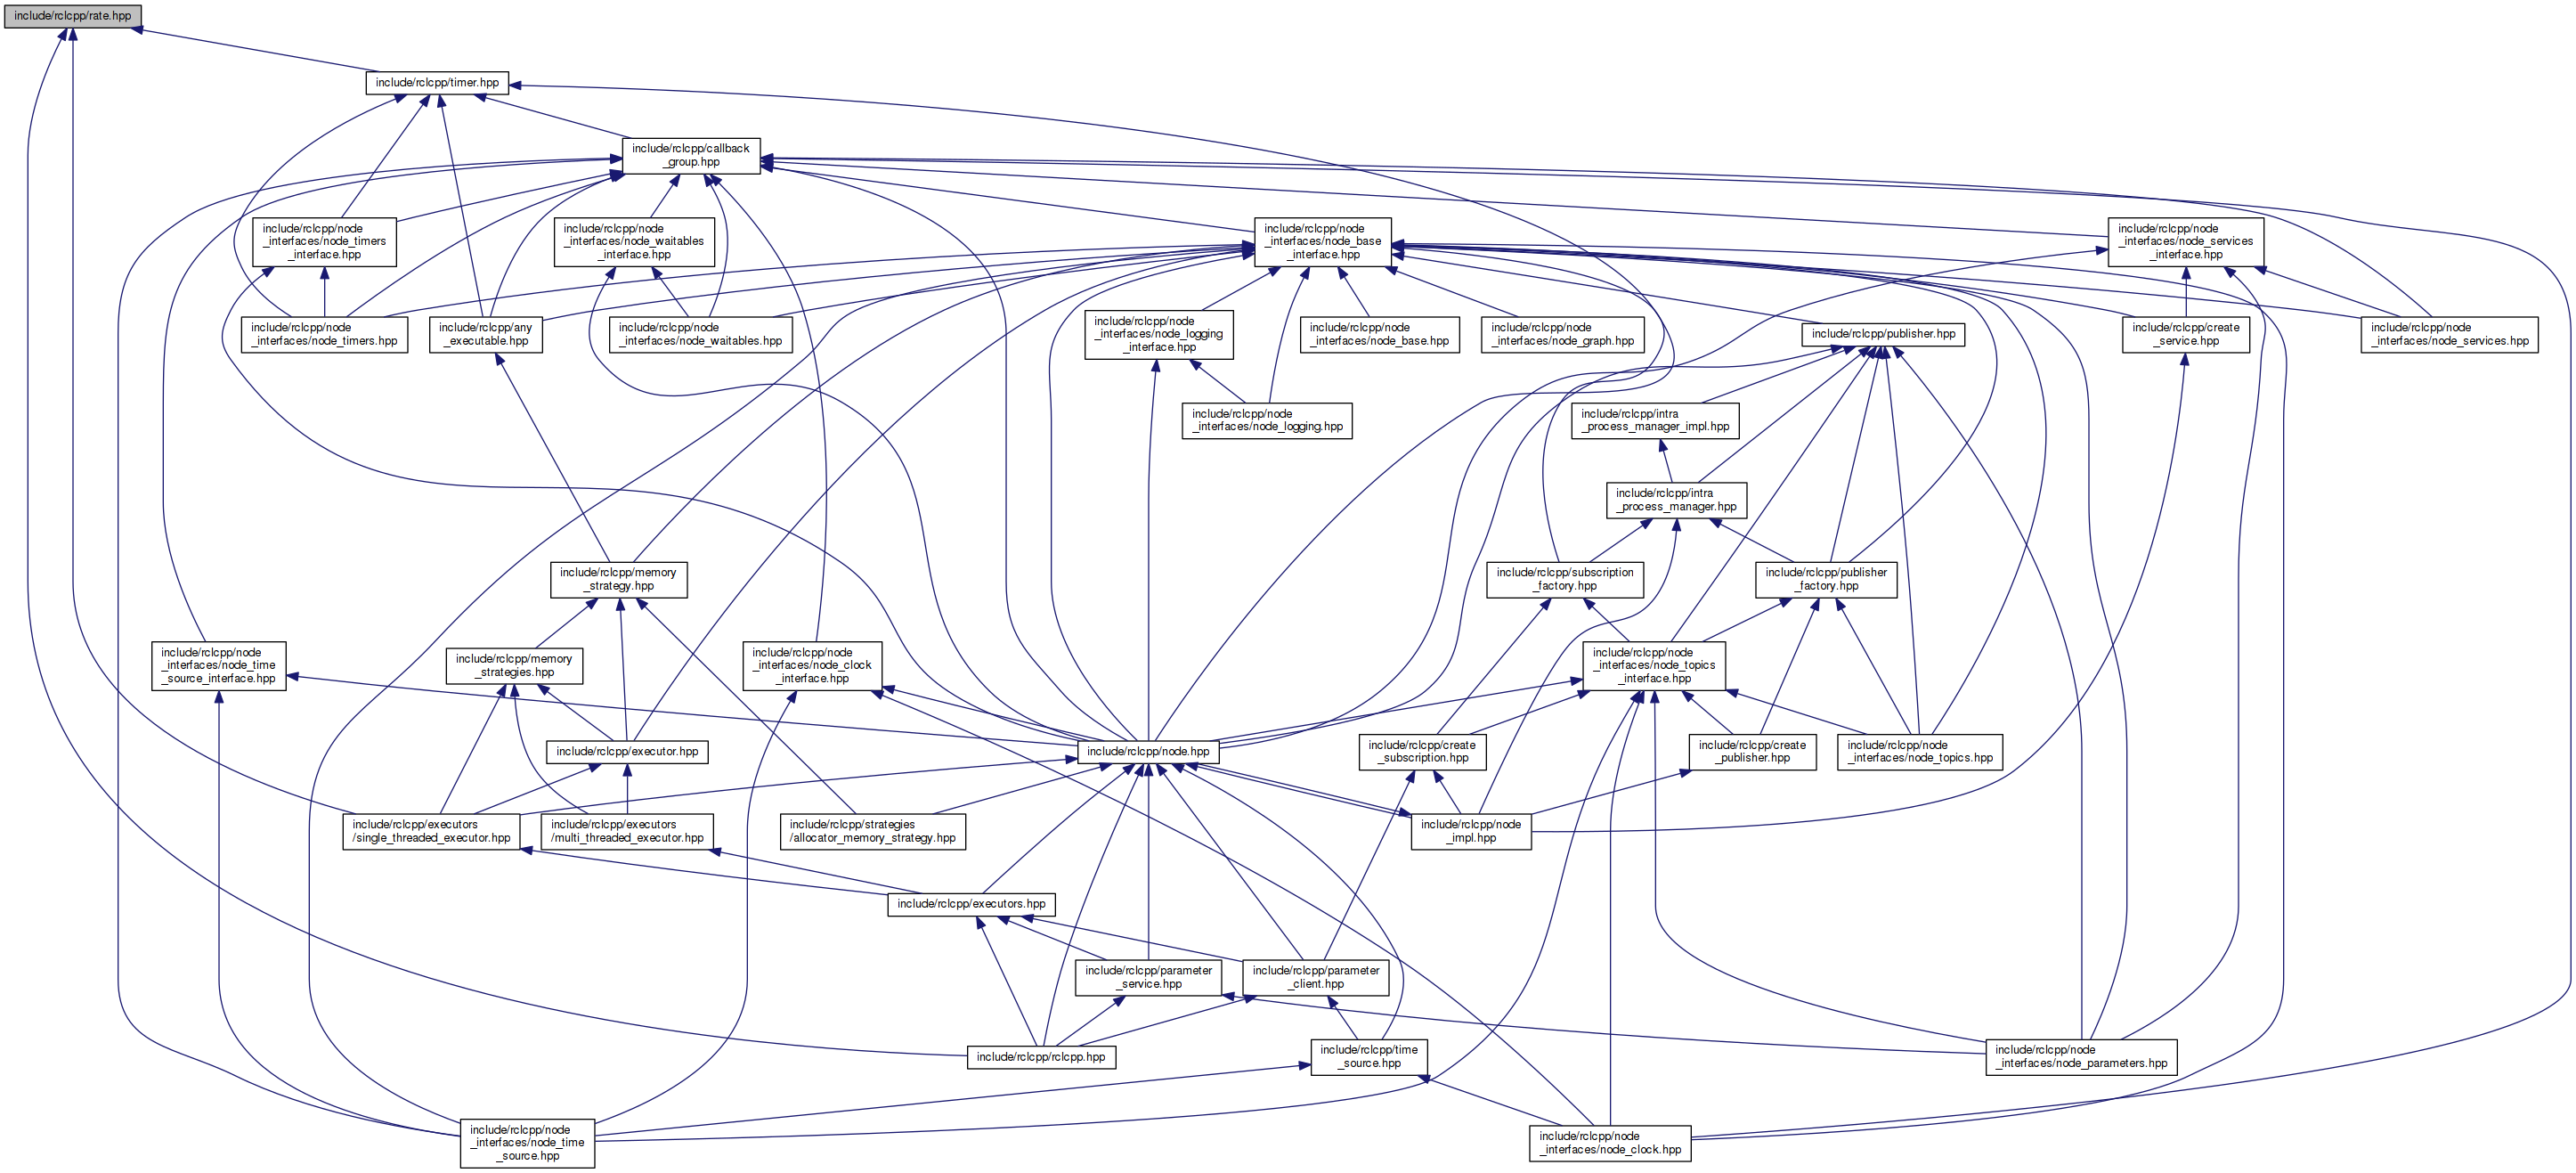 include/rclcpp/rate.hpp
include/rclcpp/timer.hpp
include/rclcpp/callback
_group.hpp
include/rclcpp/node
_interfaces/node_timers
_interface.hpp
include/rclcpp/node
_interfaces/node_waitables
_interface.hpp
include/rclcpp/node
_interfaces/node_base
_interface.hpp
include/rclcpp/node
_interfaces/node_services
_interface.hpp
include/rclcpp/node
_interfaces/node_timers.hpp
include/rclcpp/any
_executable.hpp
include/rclcpp/node
_interfaces/node_waitables.hpp
include/rclcpp/node
_interfaces/node_logging
_interface.hpp
include/rclcpp/node
_interfaces/node_base.hpp
include/rclcpp/node
_interfaces/node_graph.hpp
include/rclcpp/publisher.hpp
include/rclcpp/create
_service.hpp
include/rclcpp/node
_interfaces/node_services.hpp
include/rclcpp/node
_interfaces/node_logging.hpp
include/rclcpp/intra
_process_manager_impl.hpp
include/rclcpp/intra
_process_manager.hpp
include/rclcpp/memory
_strategy.hpp
include/rclcpp/subscription
_factory.hpp
include/rclcpp/publisher
_factory.hpp
include/rclcpp/node
_interfaces/node_time
_source_interface.hpp
include/rclcpp/memory
_strategies.hpp
include/rclcpp/node
_interfaces/node_clock
_interface.hpp
include/rclcpp/node
_interfaces/node_topics
_interface.hpp
include/rclcpp/executor.hpp
include/rclcpp/node.hpp
include/rclcpp/create
_subscription.hpp
include/rclcpp/create
_publisher.hpp
include/rclcpp/node
_interfaces/node_topics.hpp
include/rclcpp/executors
/single_threaded_executor.hpp
include/rclcpp/executors
/multi_threaded_executor.hpp
include/rclcpp/strategies
/allocator_memory_strategy.hpp
include/rclcpp/node
_impl.hpp
include/rclcpp/executors.hpp
include/rclcpp/parameter
_service.hpp
include/rclcpp/parameter
_client.hpp
include/rclcpp/rclcpp.hpp
include/rclcpp/time
_source.hpp
include/rclcpp/node
_interfaces/node_parameters.hpp
include/rclcpp/node
_interfaces/node_time
_source.hpp
include/rclcpp/node
_interfaces/node_clock.hpp